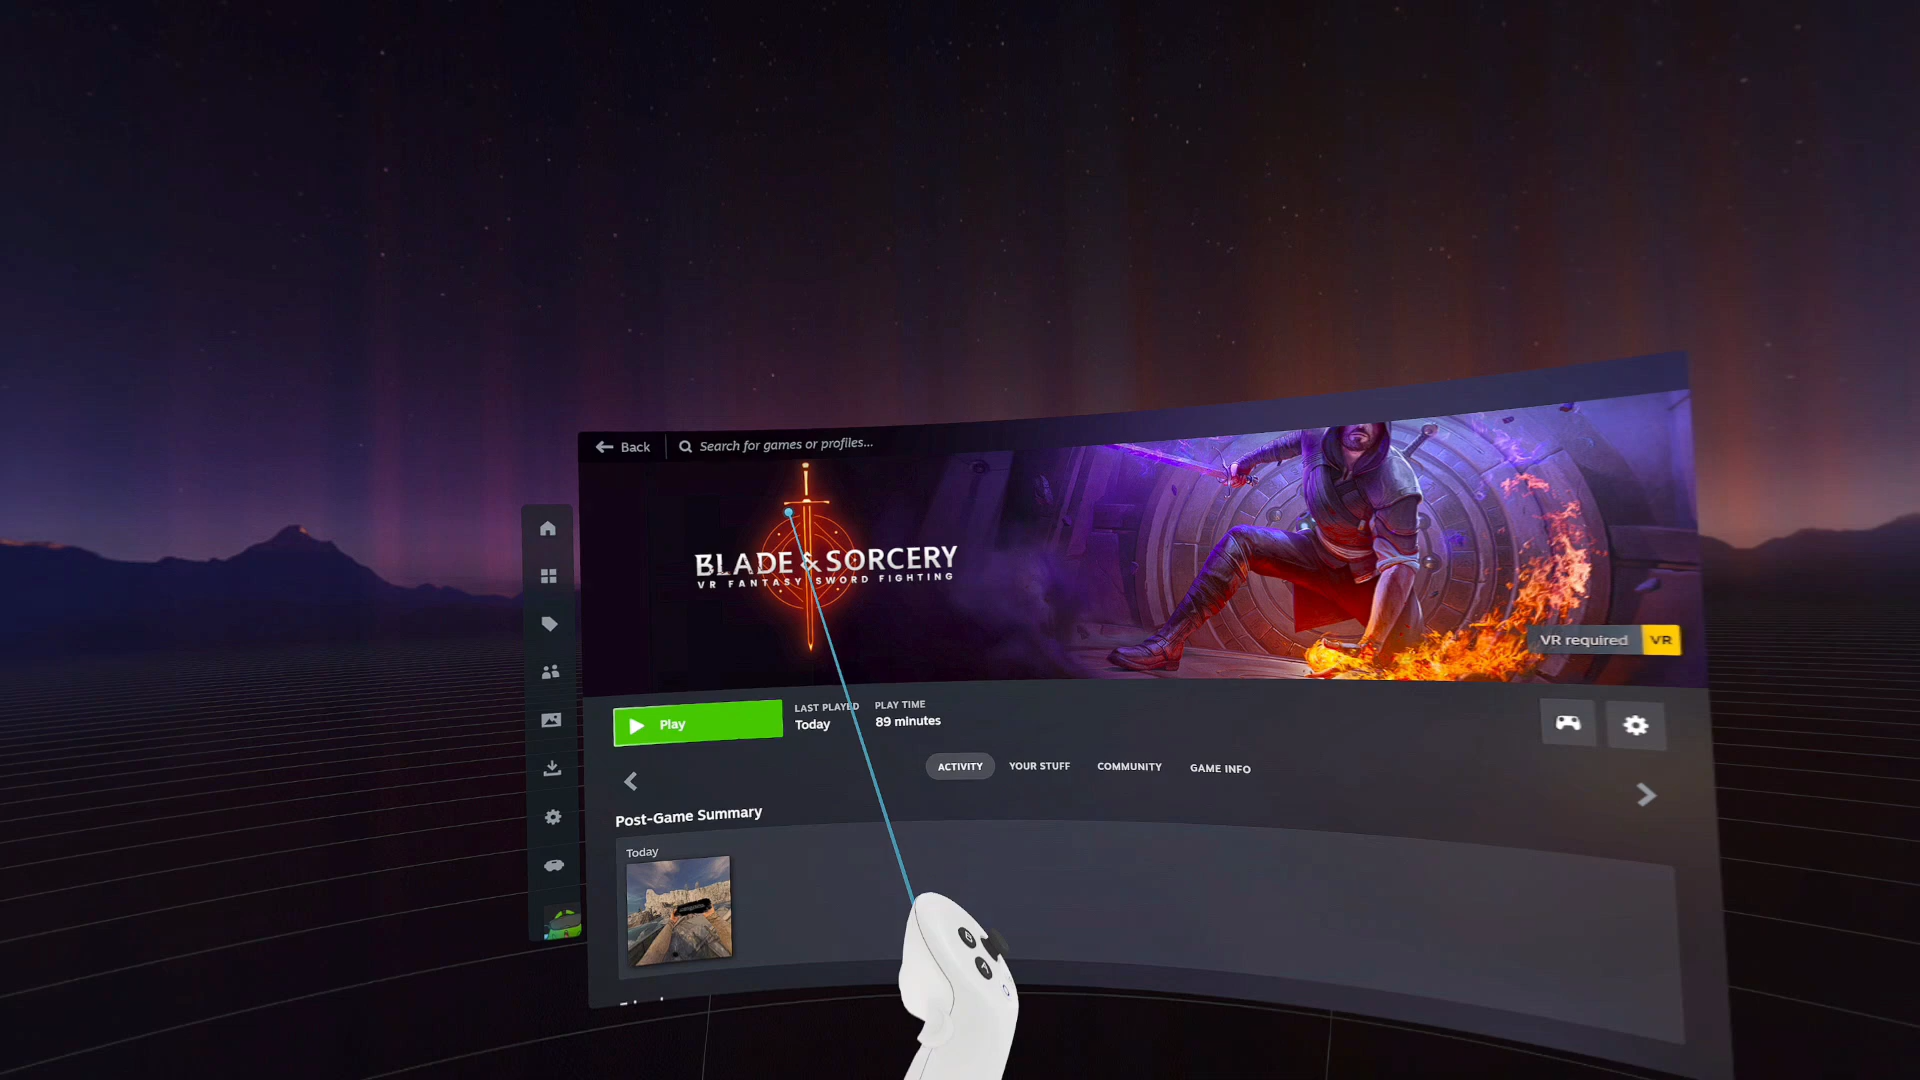 Back
Search for games or profiles...
BLADE & SORCERY
VR FANTASY SWORD FIGHTING
VR required VR
Play
LAST PLAYED
Today
PLAY TIME
89 minutes
ACTIVITY
YOUR STUFF
COMMUNITY
GAME INFO
Post-Game Summary
Today
B
A